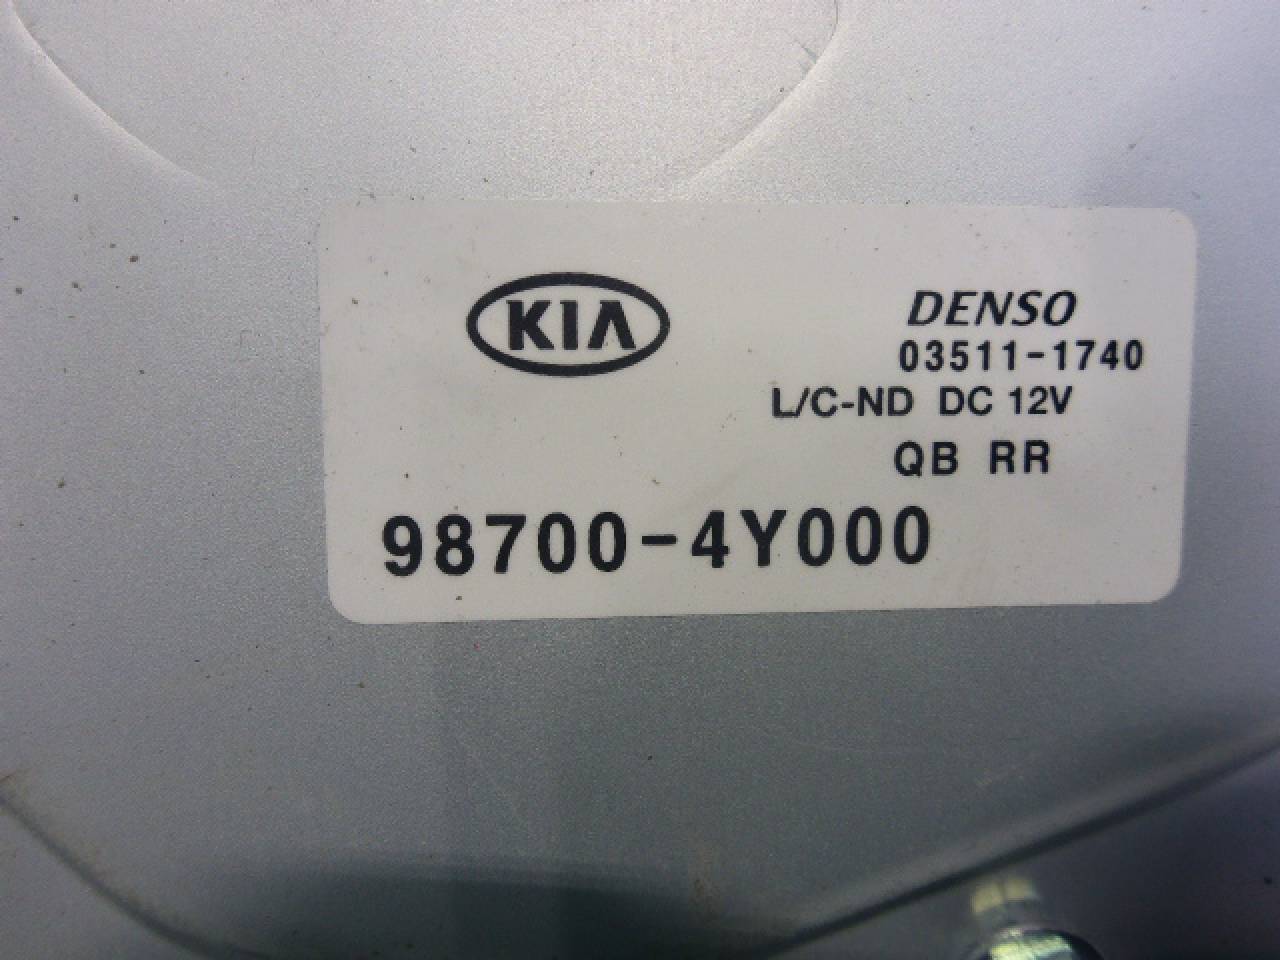 KIA
DENSO
03511-1740
L/C-ND DC 12V
QB RR
98700-4Y000